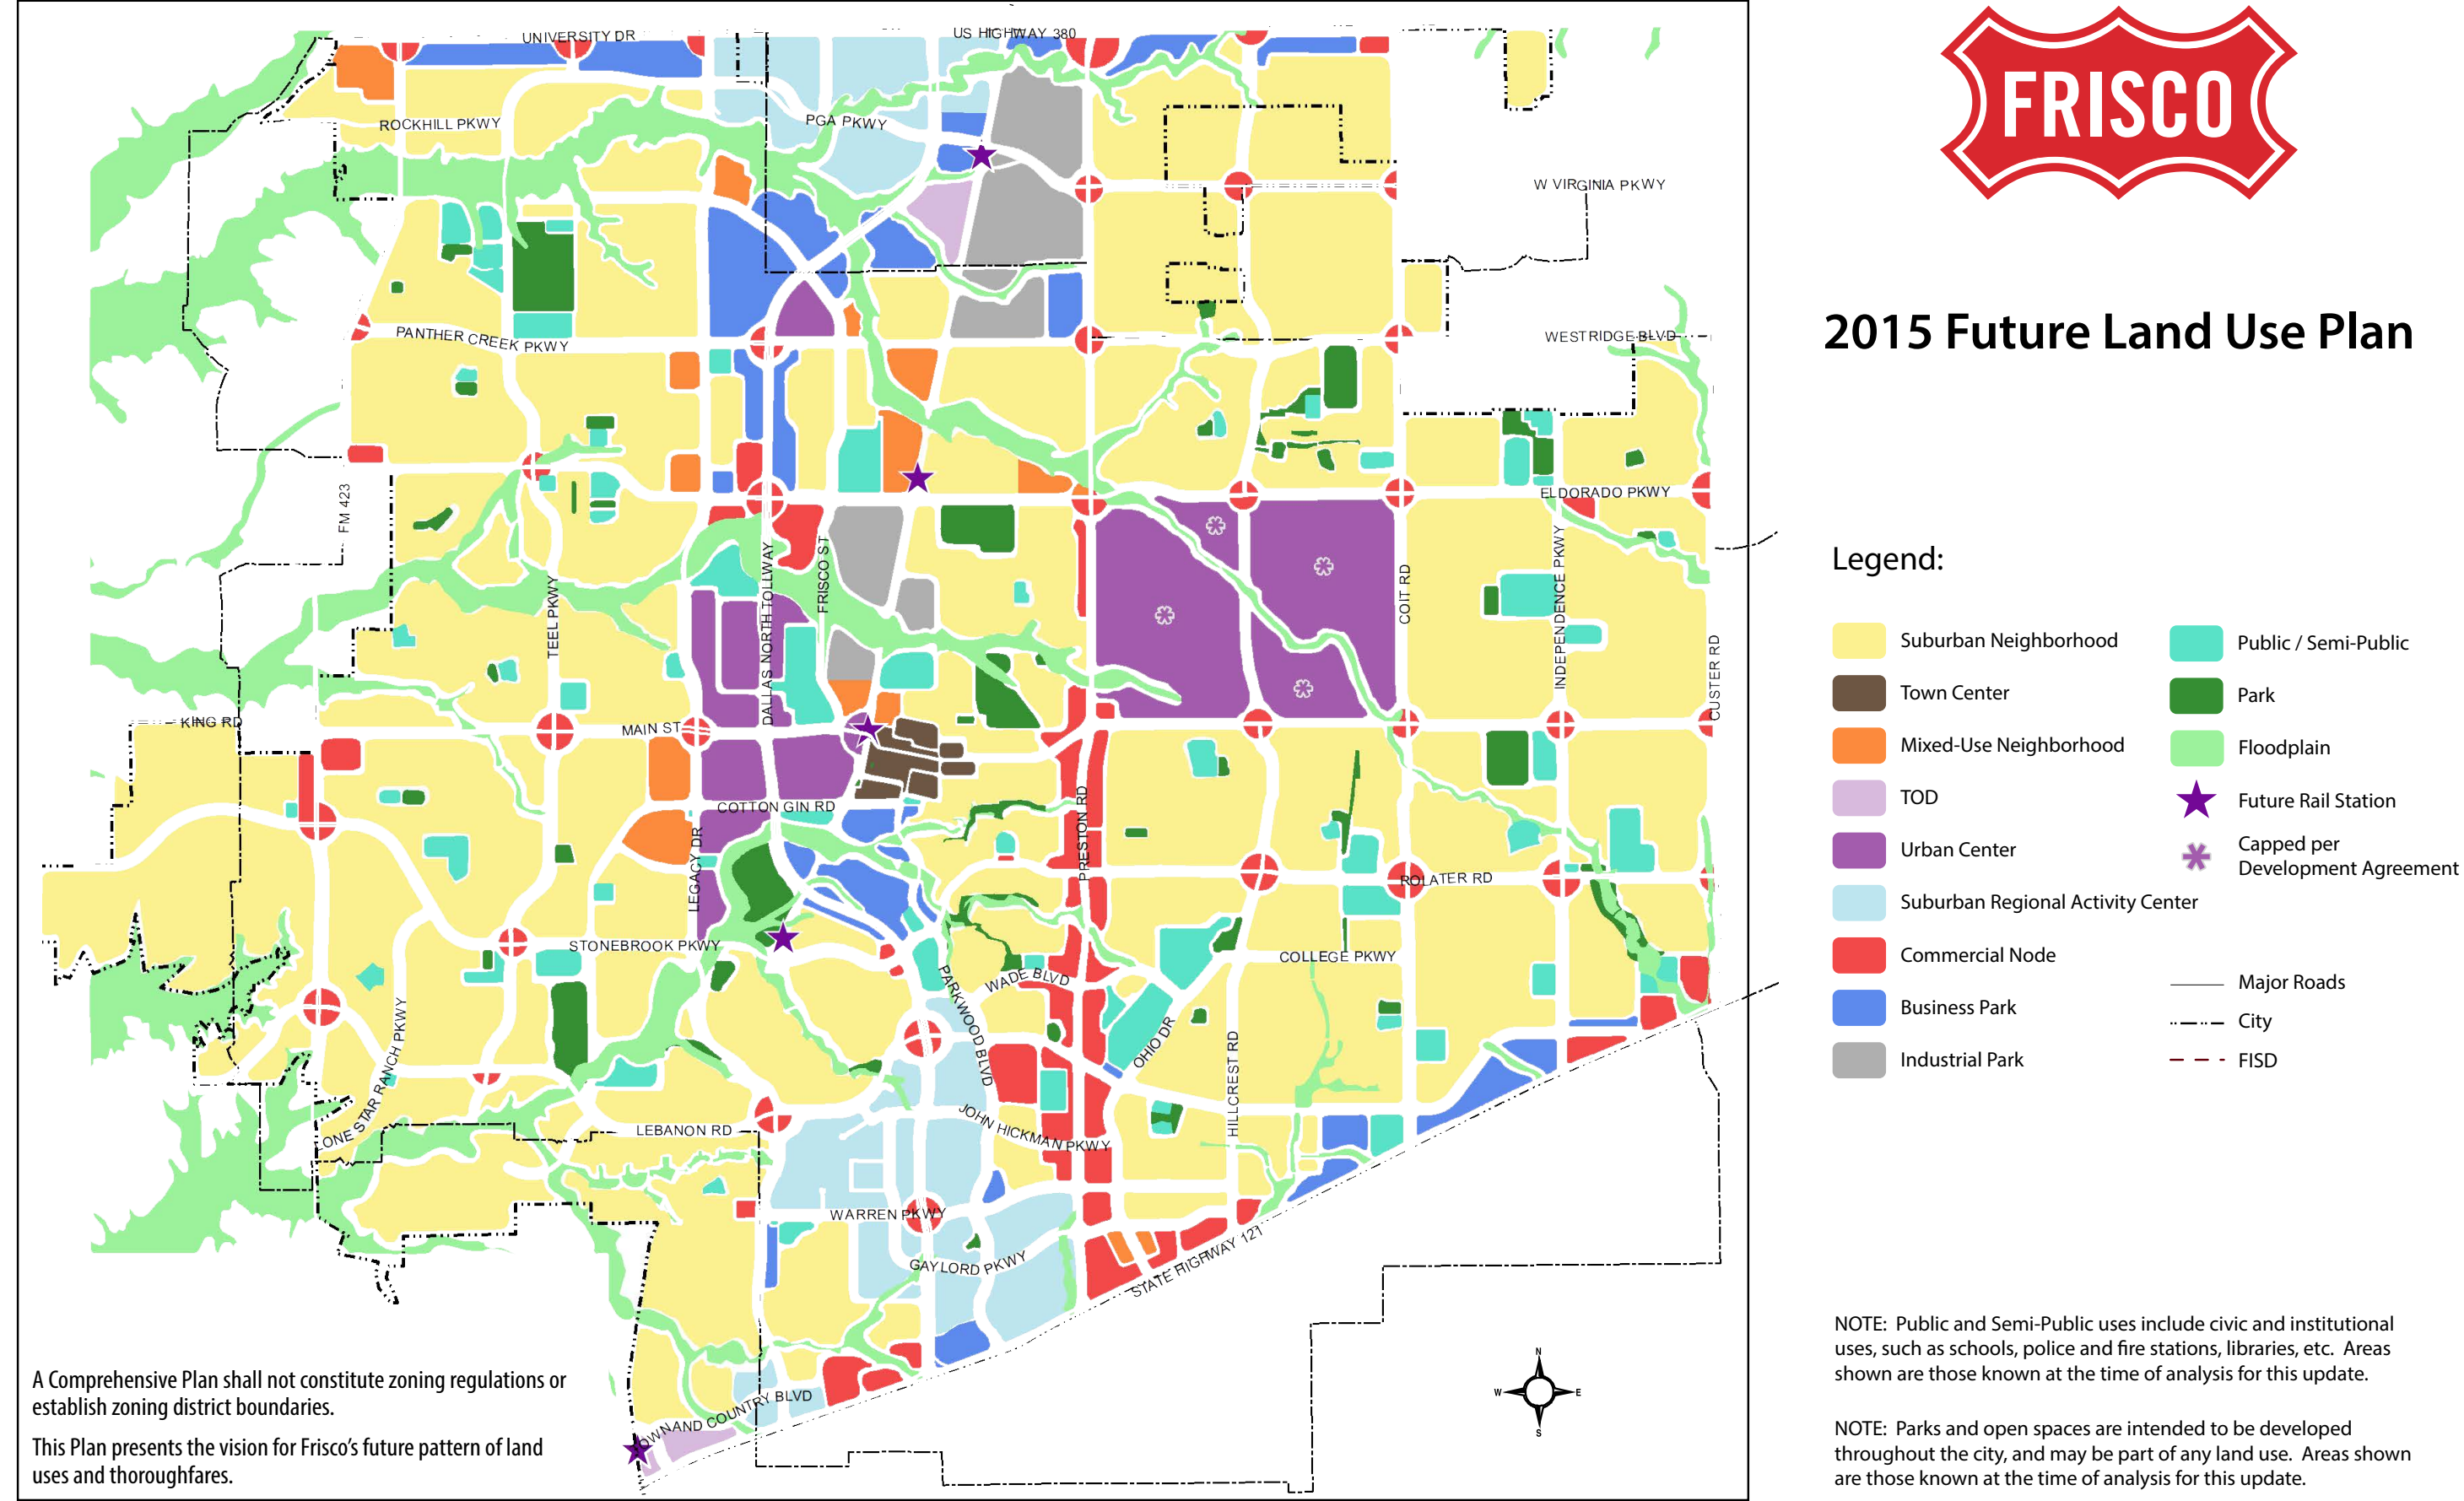 FRISCO
2015 Future Land Use Plan
Legend:
Suburban Neighborhood
Town Center
Mixed-Use Neighborhood
TOD
Urban Center
Suburban Regional Activity Center
Commercial Node
Business Park
Industrial Park
Public / Semi-Public
Park
Floodplain
Future Rail Station
Capped per
Development Agreement
Major Roads
City
FISD
NOTE: Public and Semi-Public uses include civic and institutional
uses, such as schools, police and fire stations, libraries, etc. Areas
shown are those known at the time of analysis for this update.
NOTE: Parks and open spaces are intended to be developed
throughout the city, and may be part of any land use. Areas shown
are those known at the time of analysis for this update.
UNIVERSITY DR
US HIGHWAY 380
ROCKHILL PKWY
PGA PKWY
W VIRGINIA PKWY
PANTHER CREEK PKWY
WESTRIDGE BLVD
FM 423
ELDORADO PKWY
TEEL PKWY
DALLAS NORTH TOLLWAY
FRISCO ST
COIT RD
INDEPENDENCE PKWY
CUSTER RD
KING RD
MAIN ST
COTTON GIN RD
LEGACY DR
PRESTON RD
ROLATER RD
STONEBROOK PKWY
COLLEGE PKWY
WADE BLVD
PARKWOOD BLVD
OHIO DR
HILLCREST RD
LONE STAR RANCH PKWY
LEBANON RD
JOHN HICKMAN PKWY
WARREN PKWY
GAYLORD PKWY
STATE HIGHWAY 121
TOWN AND COUNTRY BLVD
N
W
E
S
A Comprehensive Plan shall not constitute zoning regulations or
establish zoning district boundaries.
This Plan presents the vision for Frisco's future pattern of land
uses and thoroughfares.